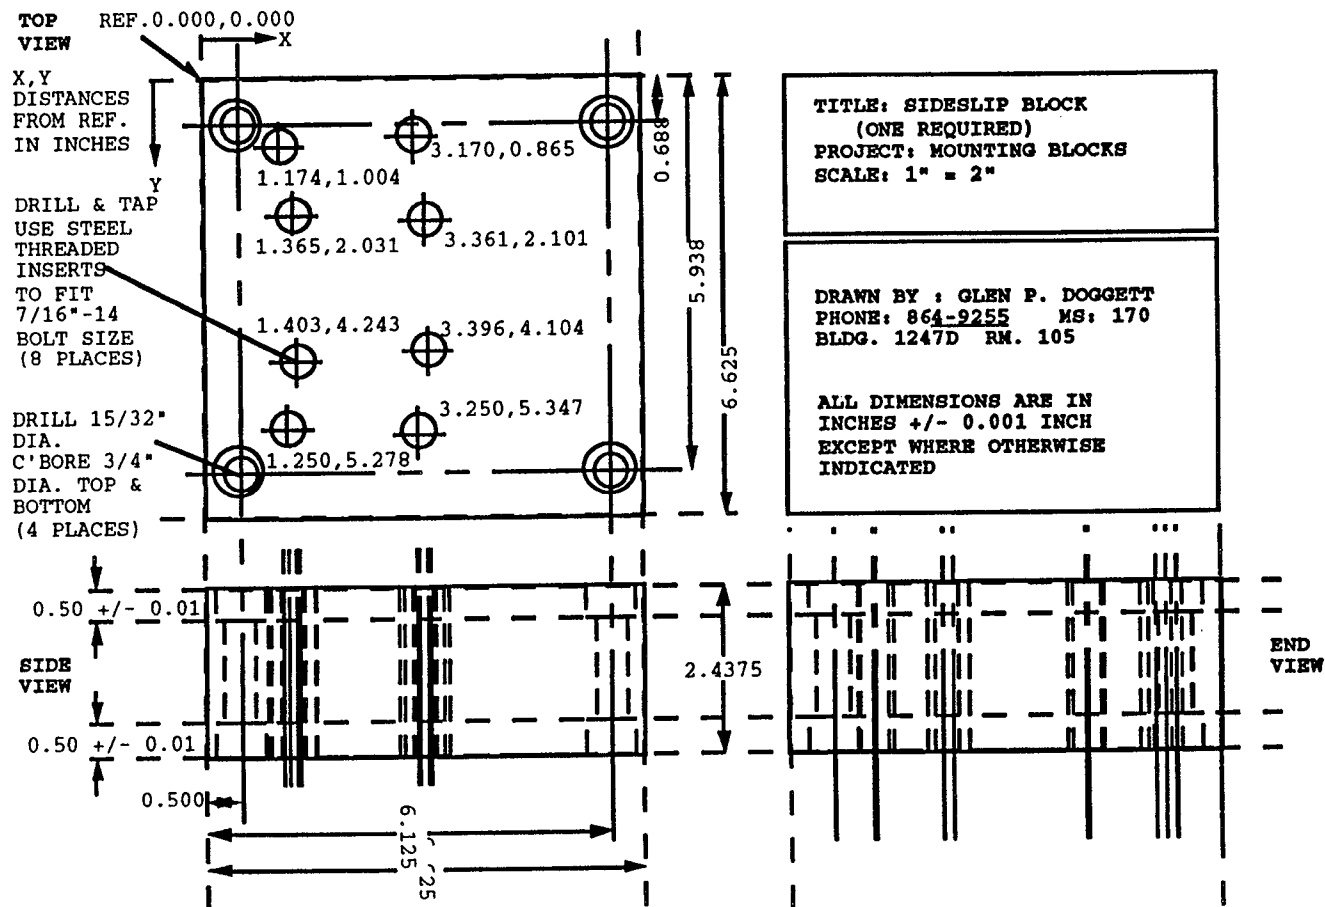 TOP
VIEW
REF.0.000,0.000
X
X,Y
DISTANCES
FROM REF.
IN INCHES
Y
DRILL & TAP
USE STEEL
THREADED
INSERTS
TO FIT
7/16"-14
BOLT SIZE
(8 PLACES)
DRILL 15/32"
DIA.
C'BORE 3/4"
DIA. TOP &
BOTTOM
(4 PLACES)
3.170,0.865
1.174,1.004
1.365,2.031
3.361,2.101
1.403,4.243
3.396,4.104
3.250,5.347
1.250,5.278
0.688
5.938
6.625
TITLE: SIDESLIP BLOCK
(ONE REQUIRED)
PROJECT: MOUNTING BLOCKS
SCALE: 1" = 2"
DRAWN BY : GLEN P. DOGGETT
PHONE: 864-9255 MS: 170
BLDG. 1247D RM. 105
ALL DIMENSIONS ARE IN
INCHES +/- 0.001 INCH
EXCEPT WHERE OTHERWISE
INDICATED
0.50 +/- 0.01
SIDE
VIEW
0.50 +/- 0.01
0.500
6.125
25
2.4375
END
VIEW